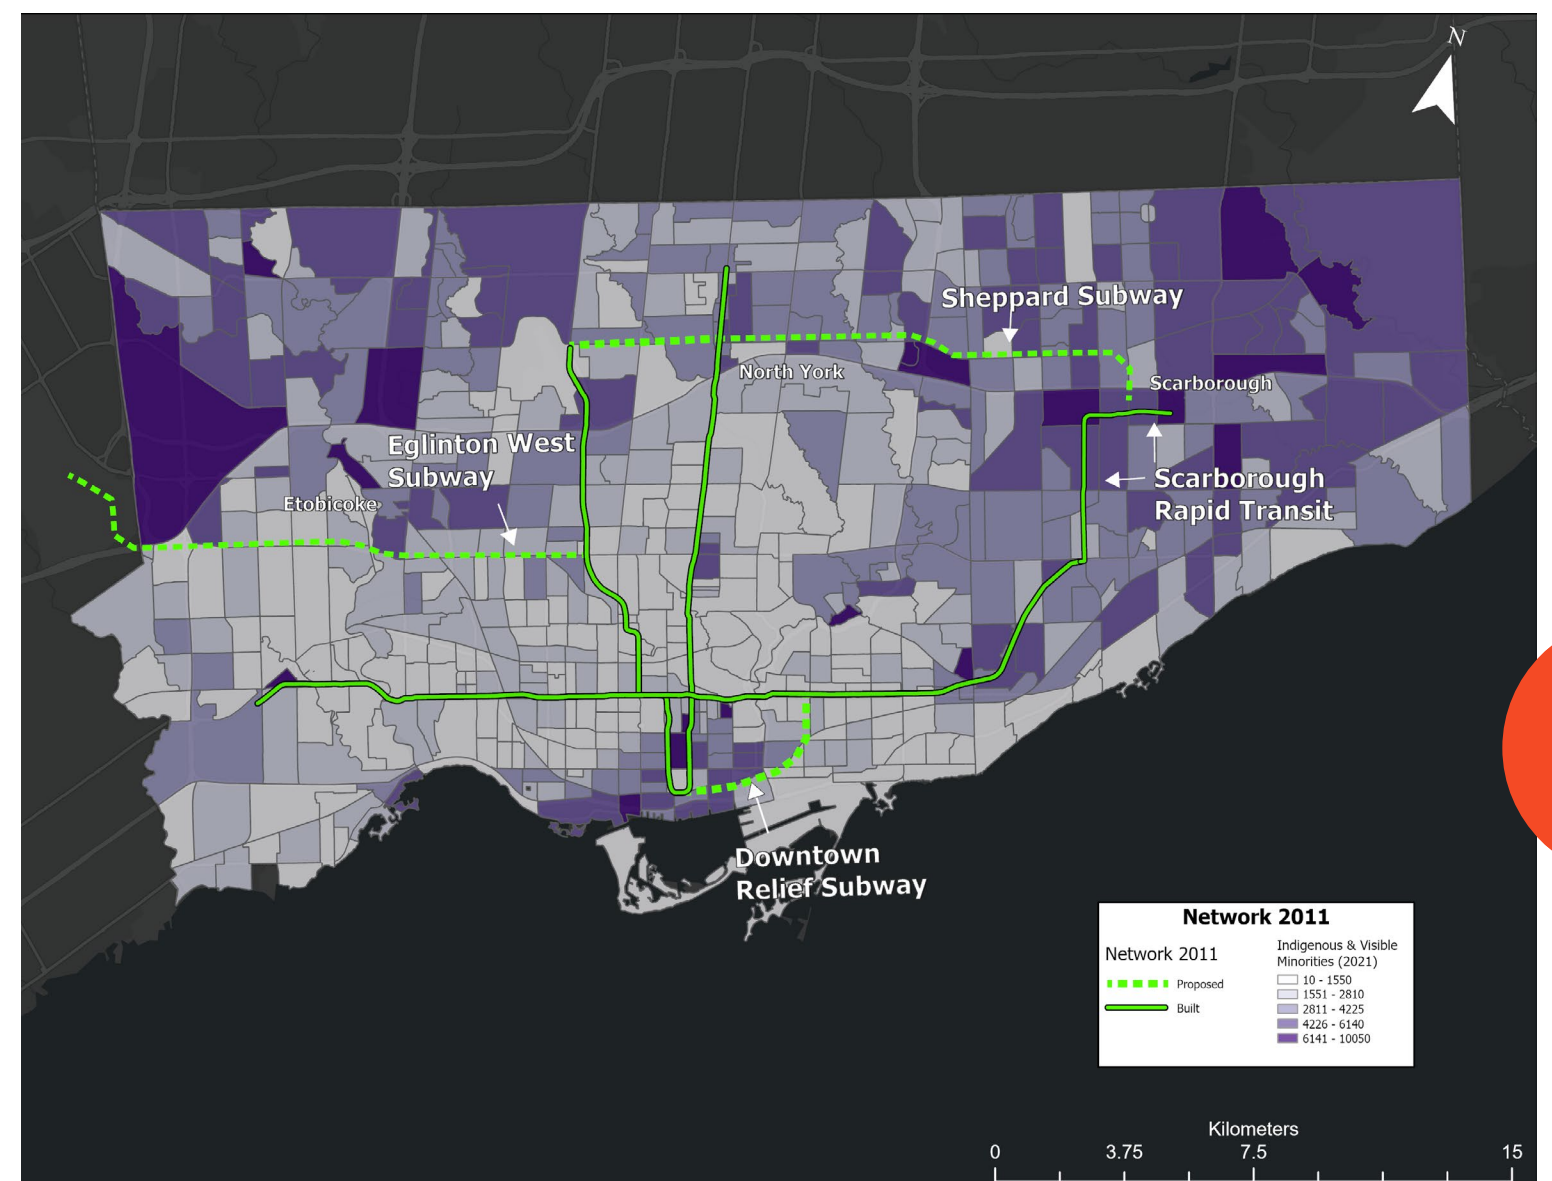 N
Sheppard Subway
North York
Scarborough
Eglinton West
Subway
Etobicoke
Scarborough
Rapid Transit
Downtown
Relief Subway
Network 2011
Network 2011
Proposed
Built
Indigenous & Visible
Minorities (2021)
10 - 1550
1551 - 2810
2811 - 4225
4226 - 6140
6141 - 10050
Kilometers
0 3.75 7.5 15